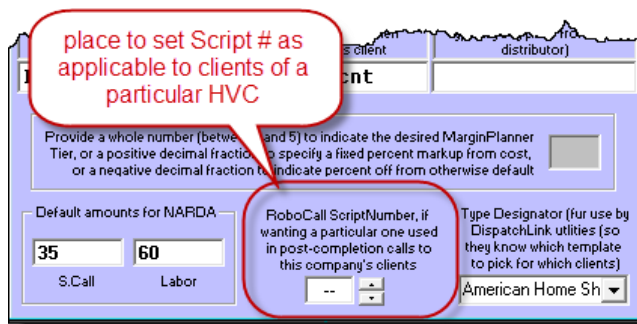 place to set Script # as
applicable to clients of a
particular HVC
client
distributor)
Provide a whole number and 5) to indicate the desired MarginPlanner
Tier, or a positive decimal fraction specify a fixed percent markup from cost,
or a negative decimal fraction to indicate percent off from otherwise default
Default amounts for NARDA
35
60
S.Call
Labor
RoboCall ScriptNumber, if
wanting a particular one used
in post-completion calls to
this company's clients
--
Type Designator (fur use by
DispatchLink utlities (so
they know which template
to pick for which clients)
American Home Sh